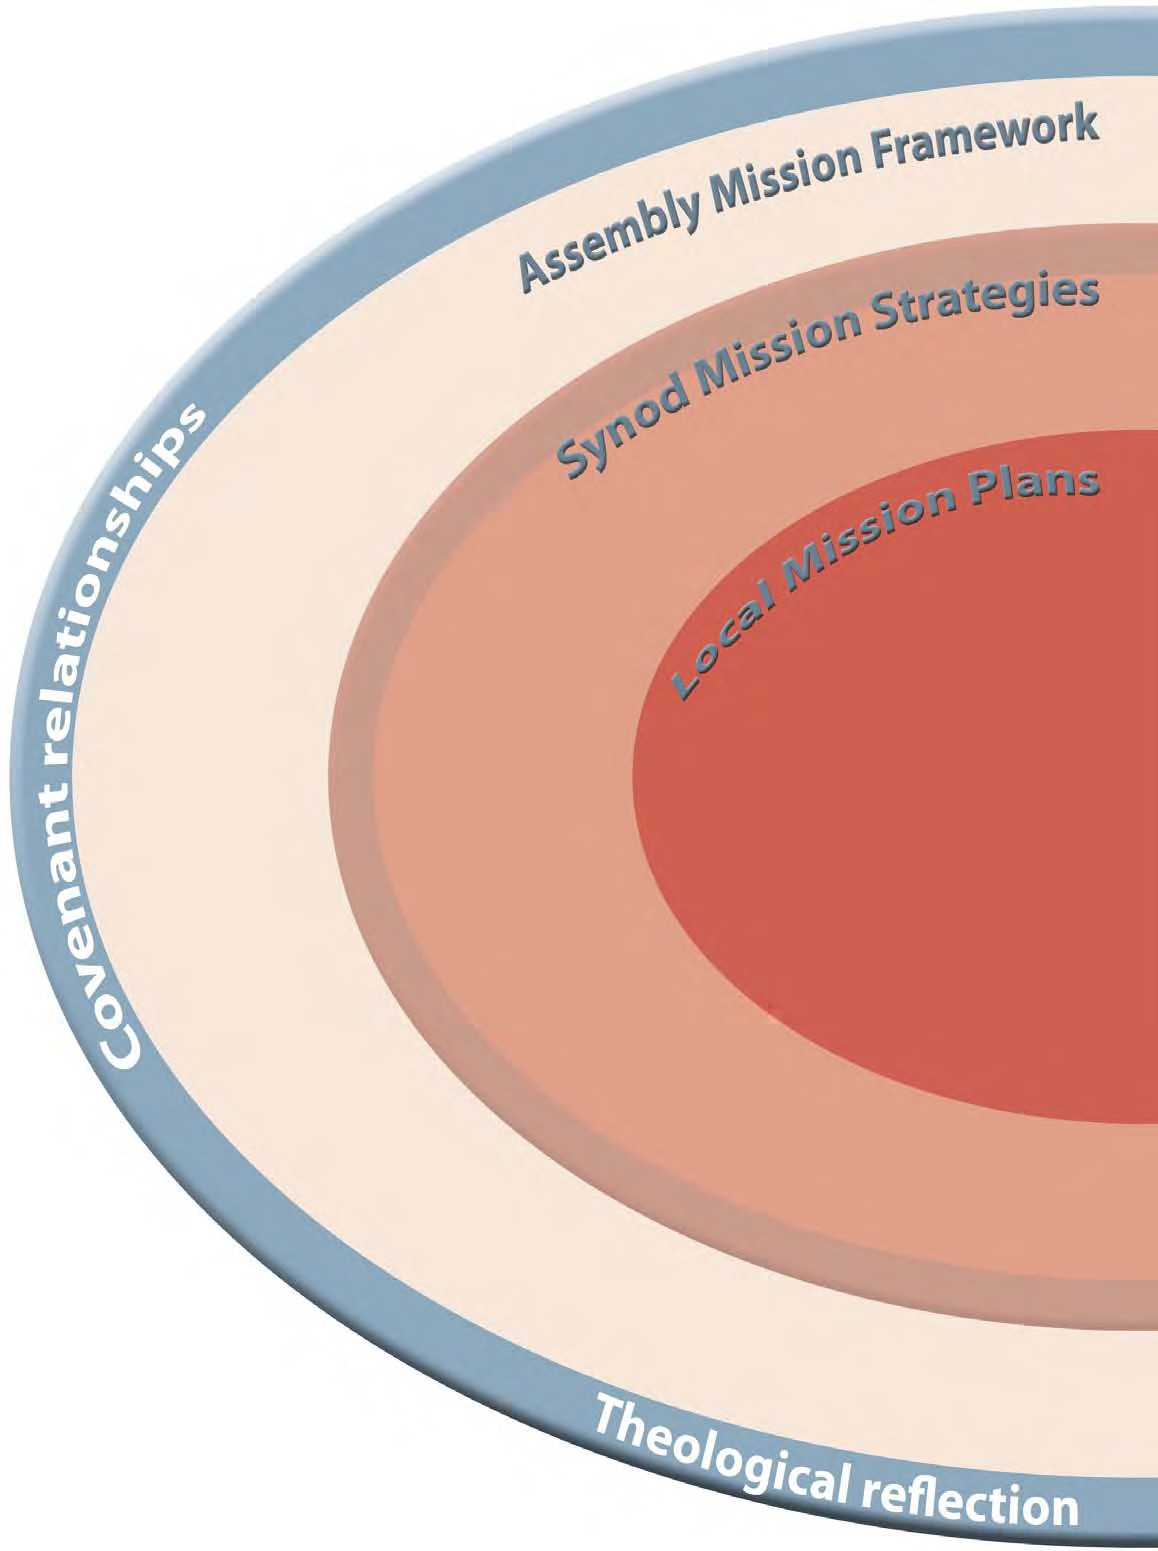 Assembly Mission Framework
Synod Mission Strategies
Local Mission Plans
Covenant relationships
Theological reflection